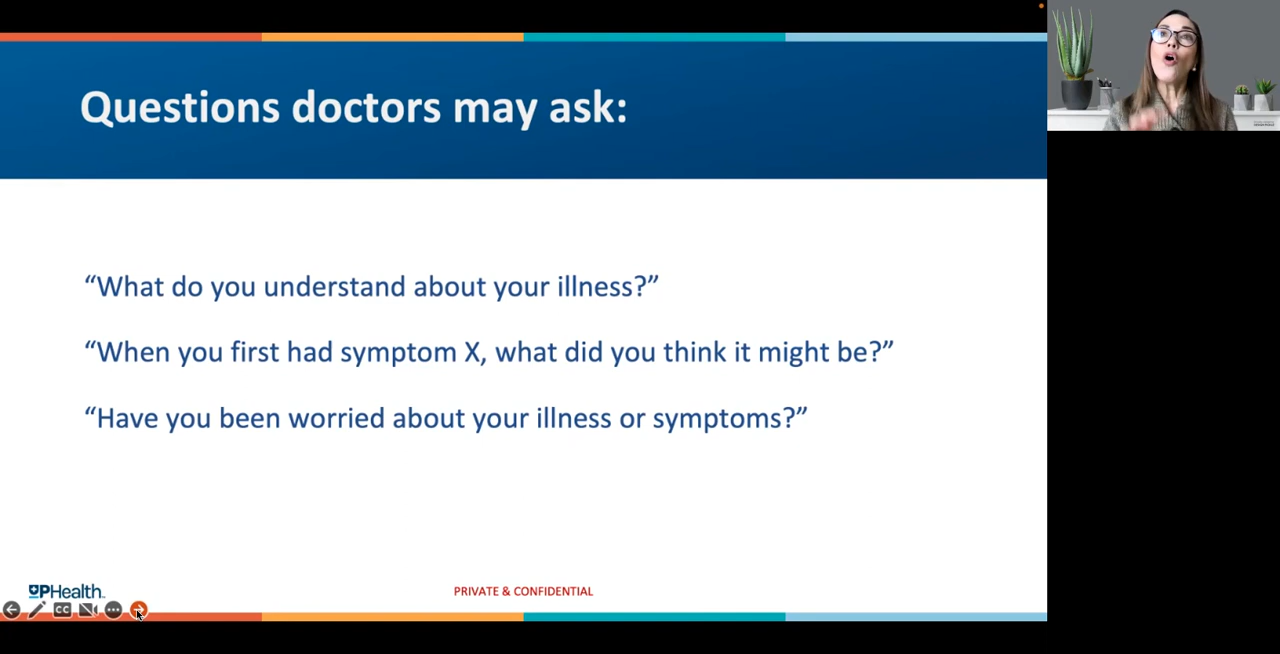 Questions doctors may ask:
“What do you understand about your illness?”
“When you first had symptom X, what did you think it might be?”
“Have you been worried about your illness or symptoms?”
UPHealth
PRIVATE & CONFIDENTIAL
CC